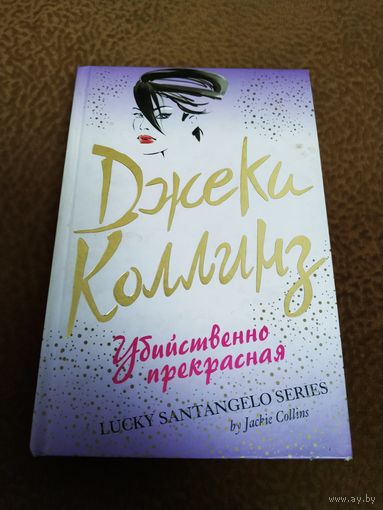 Джеки
Коллинз
Убийственно
прекрасная
LUCKY SANTANGELO SERIES
by Jackie Collins
www.ay.by